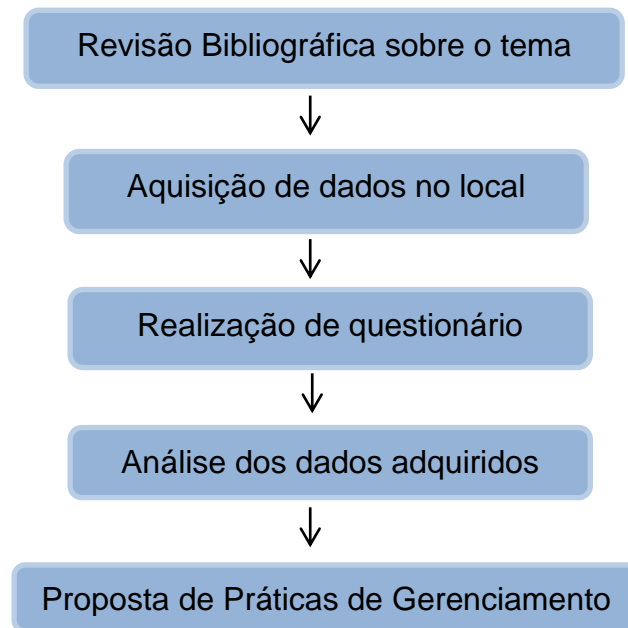 Revisão Bibliográfica sobre o tema
Aquisição de dados no local
Realização de questionário
Análise dos dados adquiridos
Proposta de Práticas de Gerenciamento